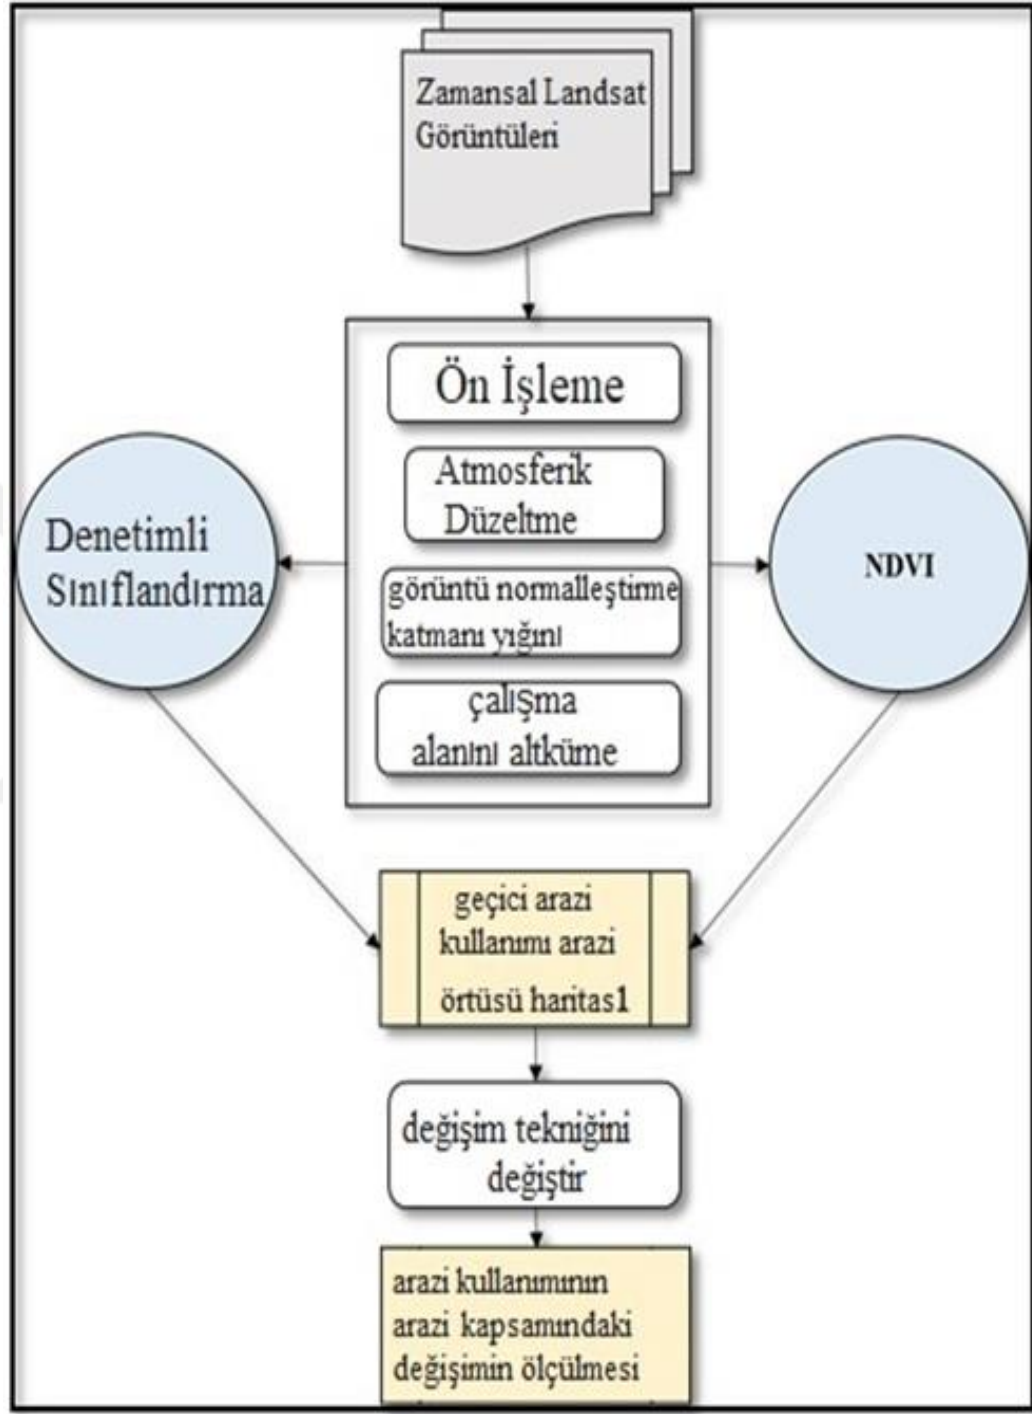 Zamansal Landsat
Görüntüleri
Ön İşleme
Atmosferik
Düzeltme
görüntü normalleştirme
katmanı yığını
çalışma
alanını altküme
Denetimli
Sınıflandırma
NDVI
geçici arazi
kullanımı arazi
örtüsü haritas1
değişim tekniğini
değiştir
arazi kullanımının
arazi kapsamındaki
değişimin ölçülmesi